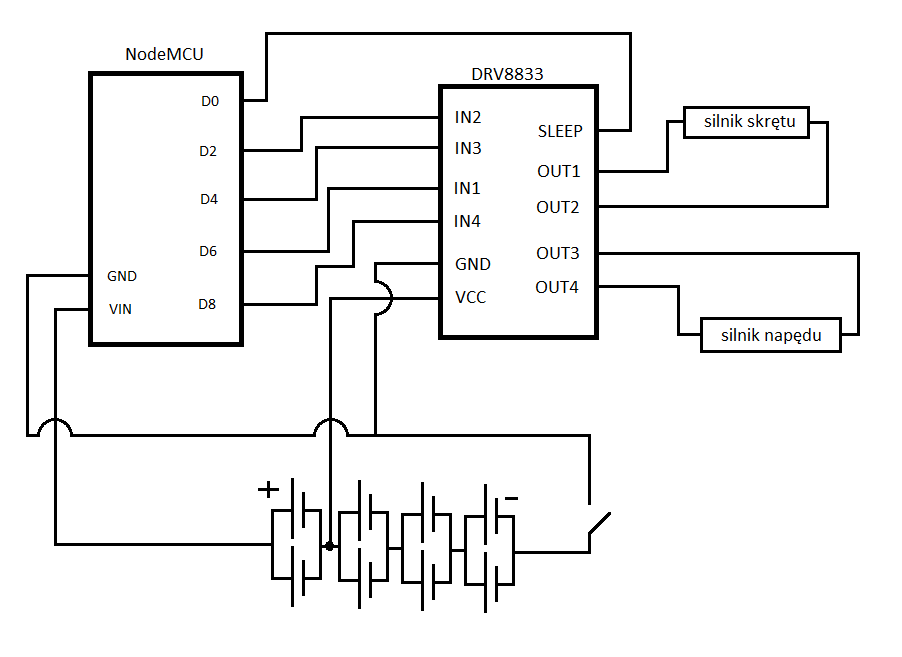 NodeMCU
D0
D2
D4
D6
D8
GND
VIN
DRV8833
IN2
IN3
IN1
IN4
GND
VCC
SLEEP
OUT1
OUT2
OUT3
OUT4
silnik skrętu
silnik napędu
+
−